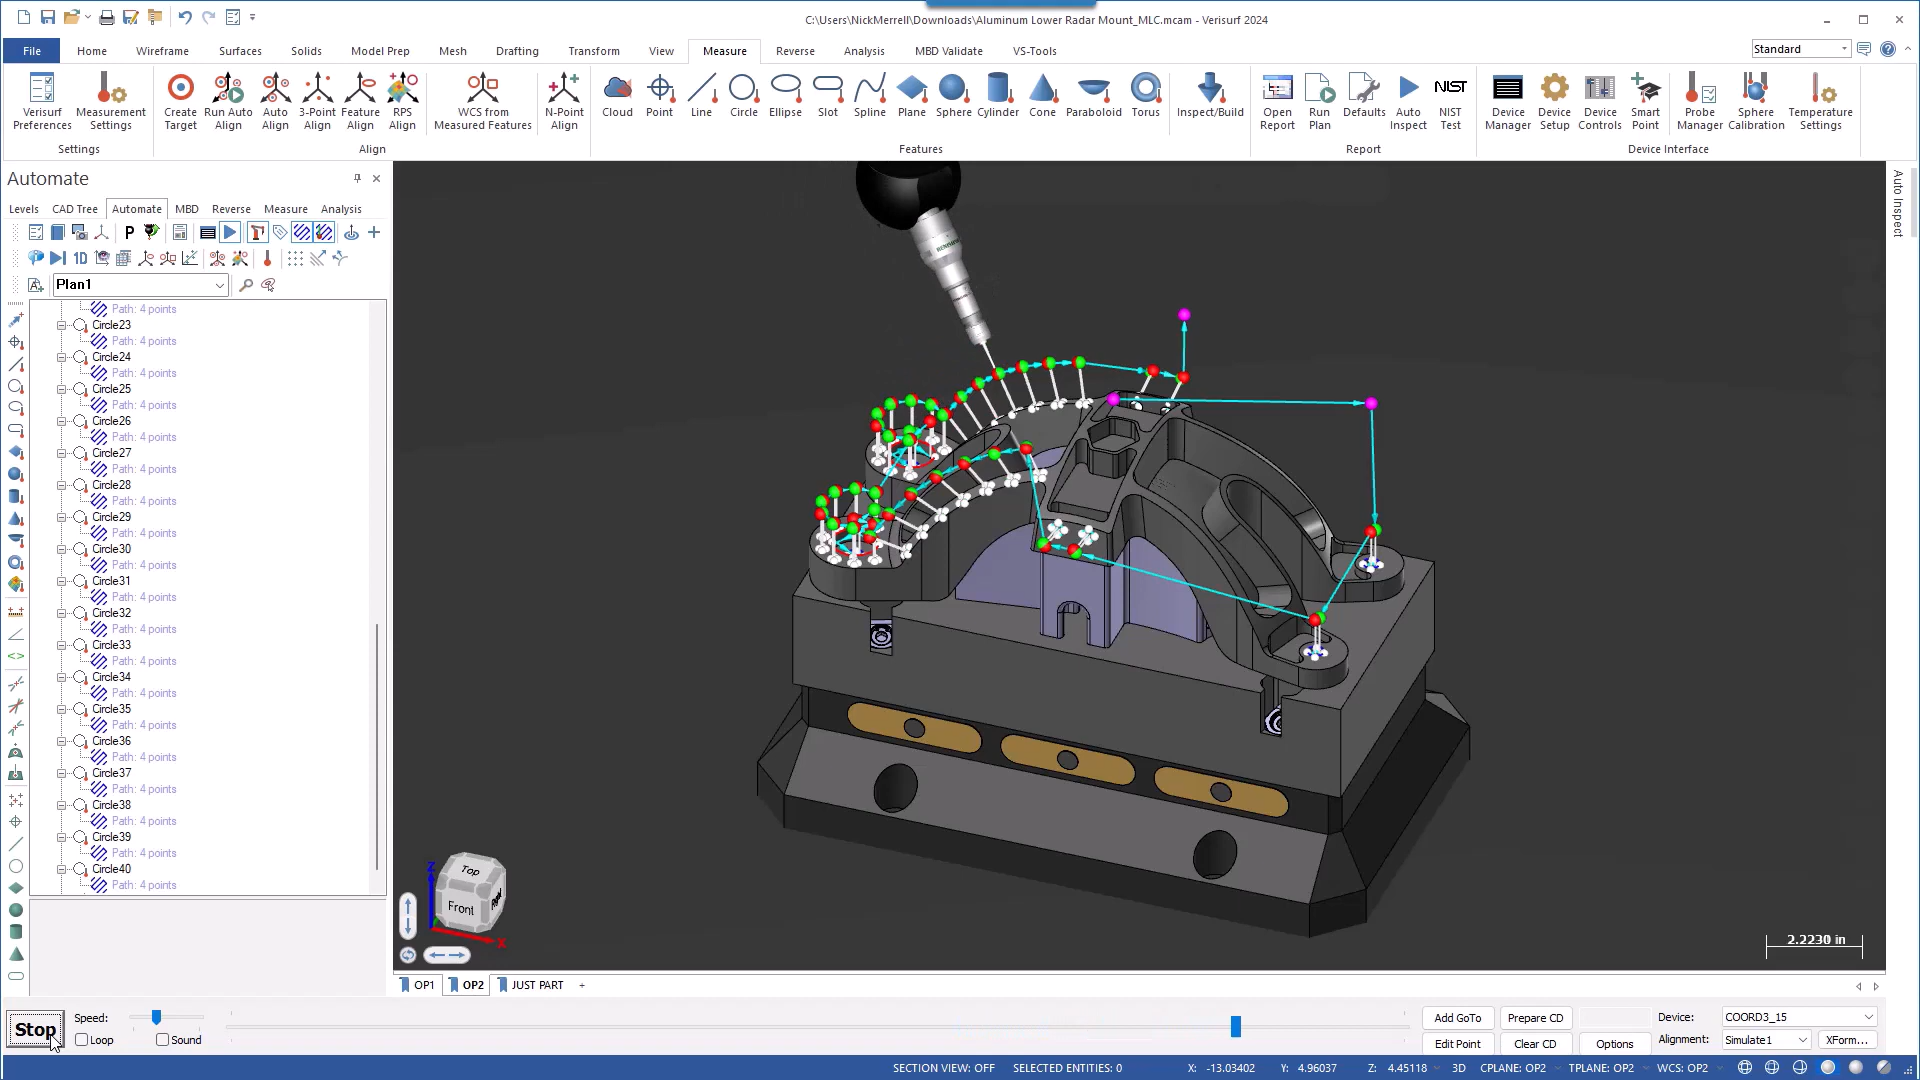 C:\Users\NickMerrell\Downloads\Aluminum Lower Radar Mount_MLC.mcam - Verisurf 2024
File Home Wireframe Surfaces Solids Model Prep Mesh Drafting Transform View Measure Reverse Analysis MBD Validate VS-Tools Standard
Verisurf Preferences
Measurement Settings
Create Target
Run Auto Align
Auto Align
3-Point Align
Feature Align
RPS Align
WCS from Measured Features
N-Point Align
Cloud Point Line Circle Ellipse Slot Spline Plane Sphere Cylinder Cone Paraboloid Torus
Inspect/Build
Open Report
Run Plan
Defaults
Auto Inspect
NIST
NIST Test
Device Manager
Device Setup
Device Controls
Smart Point
Probe Manager
Sphere Calibration
Temperature Settings
Settings Align Features Report Device Interface
Automate
Levels CAD Tree Automate MBD Reverse Measure Analysis
P
1D
Plan1
Path: 4 points
Circle23
Path: 4 points
Circle24
Path: 4 points
Circle25
Path: 4 points
Circle26
Path: 4 points
Circle27
Path: 4 points
Circle28
Path: 4 points
Circle29
Path: 4 points
Circle30
Path: 4 points
Circle31
Path: 4 points
Circle32
Path: 4 points
Circle33
Path: 4 points
Circle34
Path: 4 points
Circle35
Path: 4 points
Circle36
Path: 4 points
Circle37
Path: 4 points
Circle38
Path: 4 points
Circle39
Path: 4 points
Circle40
Path: 4 points
Auto Inspect
Z
Top
Front
X
2.2230 in
OP1 OP2 JUST PART +
Stop
Speed:
Loop Sound
Add GoTo Prepare CD
Edit Point Clear CD Options
Device: COORD3_15
Alignment: Simulate1 XForm...
SECTION VIEW: OFF SELECTED ENTITIES: 0 X: -13.03402 Y: 4.96037 Z: 4.45118 3D CPLANE: OP2 TPLANE: OP2 WCS: OP2